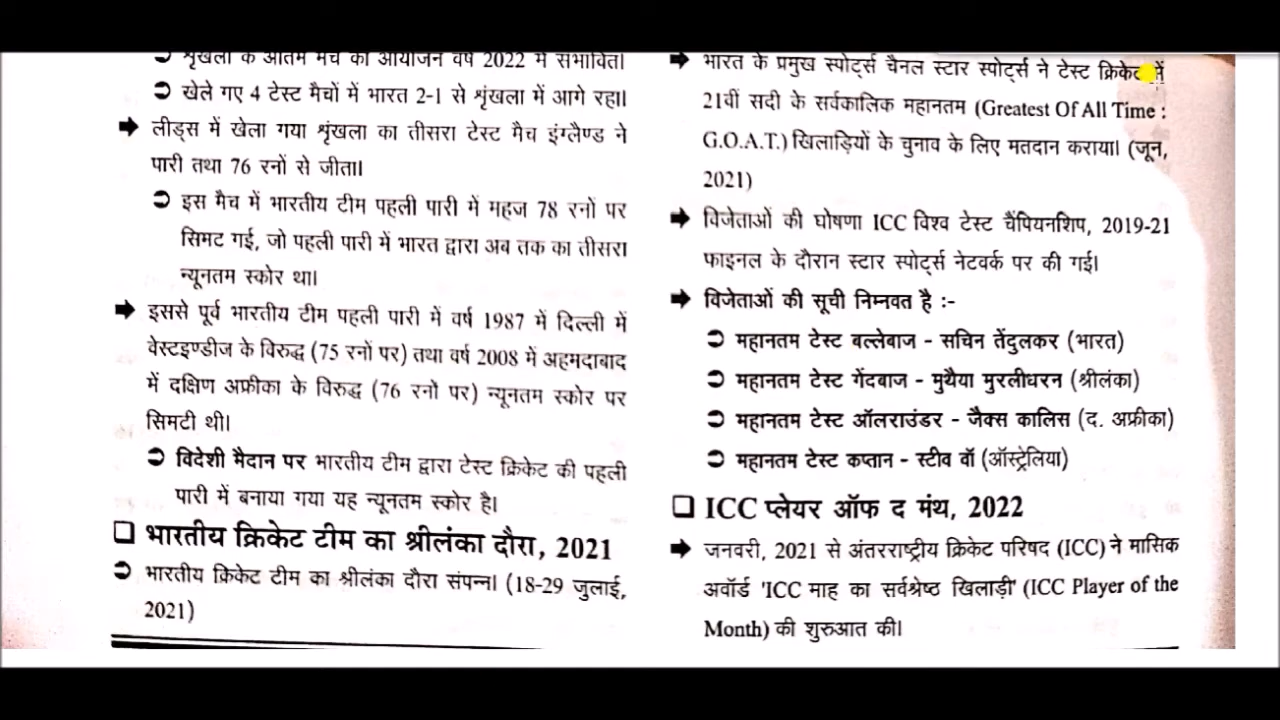 ➲ शृंखला के अंतिम मैच का आयोजन वर्ष 2022 में संभावित।
➲ खेले गए 4 टेस्ट मैचों में भारत 2-1 से शृंखला में आगे रहा।
➡ लीड्स में खेला गया शृंखला का तीसरा टेस्ट मैच इंग्लैण्ड ने
पारी तथा 76 रनों से जीता।
➲ इस मैच में भारतीय टीम पहली पारी में महज 78 रनों पर
सिमट गई, जो पहली पारी में भारत द्वारा अब तक का तीसरा
न्यूनतम स्कोर था।
➡ इससे पूर्व भारतीय टीम पहली पारी में वर्ष 1987 में दिल्ली में
वेस्टइण्डीज के विरुद्ध (75 रनों पर) तथा वर्ष 2008 में अहमदाबाद
में दक्षिण अफ्रीका के विरुद्ध (76 रनों पर) न्यूनतम स्कोर पर
सिमटी थी।
➲ विदेशी मैदान पर भारतीय टीम द्वारा टेस्ट क्रिकेट की पहली
पारी में बनाया गया यह न्यूनतम स्कोर है।
❑ भारतीय क्रिकेट टीम का श्रीलंका दौरा, 2021
➲ भारतीय क्रिकेट टीम का श्रीलंका दौरा संपन्न। (18-29 जुलाई,
2021)
➡ भारत के प्रमुख स्पोर्ट्स चैनल स्टार स्पोर्ट्स ने टेस्ट क्रिकेट में
21वीं सदी के सर्वकालिक महानतम (Greatest Of All Time :
G.O.A.T.) खिलाड़ियों के चुनाव के लिए मतदान कराया। (जून,
2021)
➡ विजेताओं की घोषणा ICC विश्व टेस्ट चैंपियनशिप, 2019-21
फाइनल के दौरान स्टार स्पोर्ट्स नेटवर्क पर की गई।
➡ विजेताओं की सूची निम्नवत है :-
➲ महानतम टेस्ट बल्लेबाज - सचिन तेंदुलकर (भारत)
➲ महानतम टेस्ट गेंदबाज - मुथैया मुरलीधरन (श्रीलंका)
➲ महानतम टेस्ट ऑलराउंडर - जैक्स कालिस (द. अफ्रीका)
➲ महानतम टेस्ट कप्तान - स्टीव वॉ (ऑस्ट्रेलिया)
❑ ICC प्लेयर ऑफ द मंथ, 2022
➡ जनवरी, 2021 से अंतरराष्ट्रीय क्रिकेट परिषद (ICC) ने मासिक
अवॉर्ड 'ICC माह का सर्वश्रेष्ठ खिलाड़ी' (ICC Player of the
Month) की शुरुआत की।